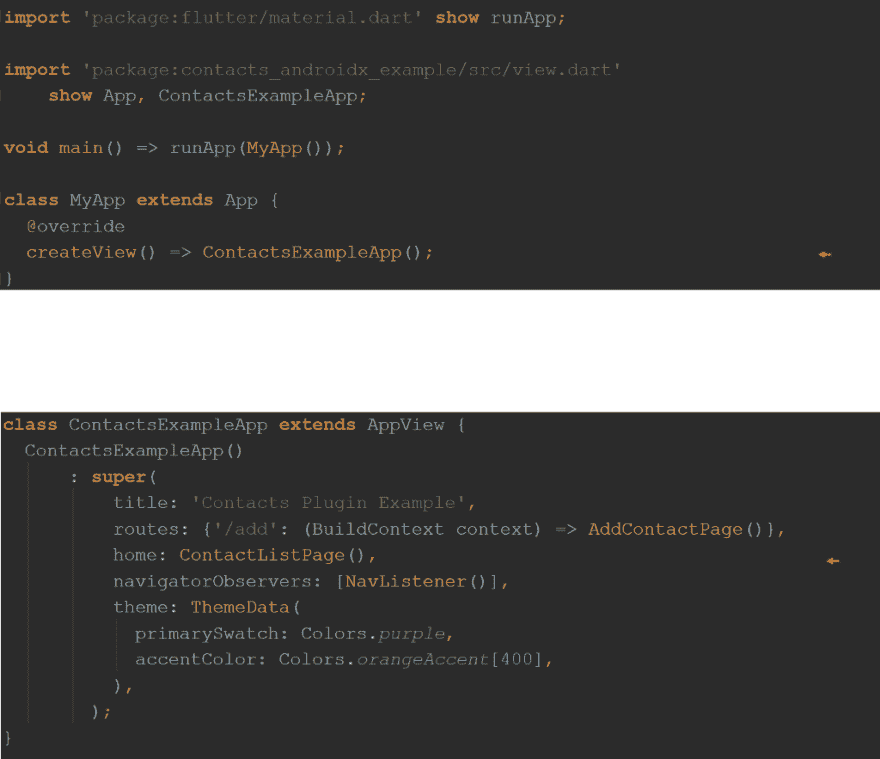 import 'package:flutter/material.dart' show runApp;
import 'package:contacts_androidx_example/src/view.dart'
    show App, ContactsExampleApp;
void main() => runApp(MyApp());
class MyApp extends App {
  @override
  createView() => ContactsExampleApp();
}
class ContactsExampleApp extends AppView {
  ContactsExampleApp()
      : super(
          title: 'Contacts Plugin Example',
          routes: {'/add': (BuildContext context) => AddContactPage()},
          home: ContactListPage(),
          navigatorObservers: [NavListener()],
          theme: ThemeData(
            primarySwatch: Colors.purple,
            accentColor: Colors.orangeAccent[400],
          ),
        );
}